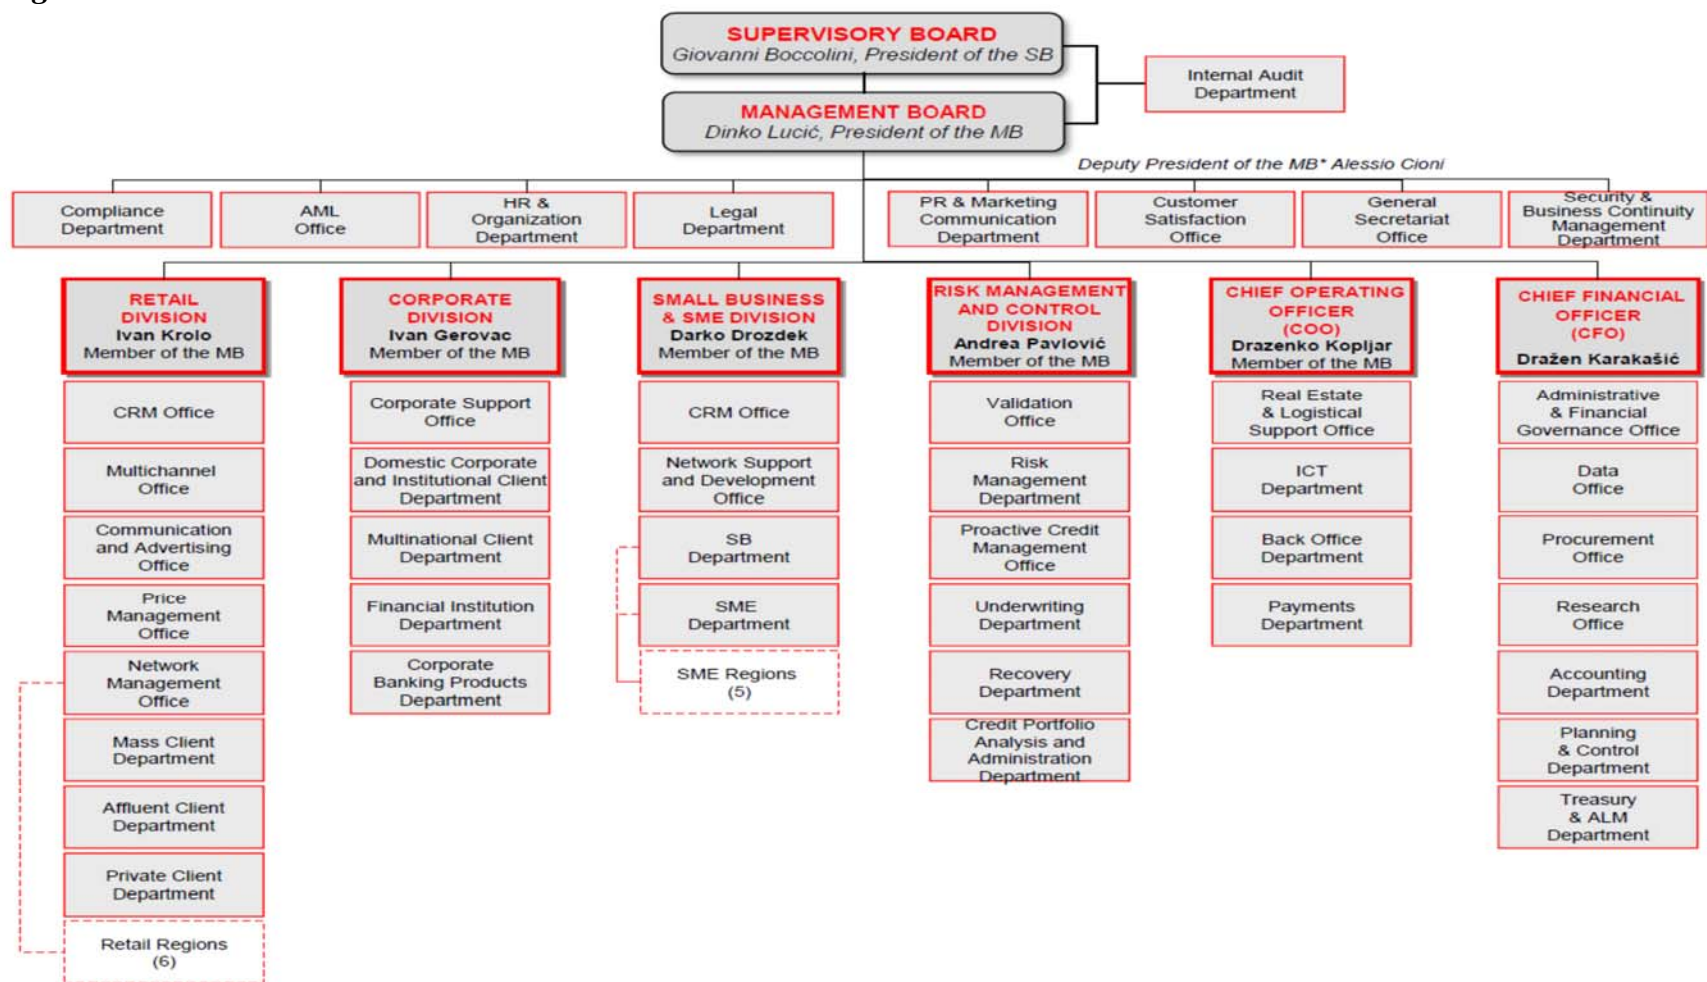 SUPERVISORY BOARD
Giovanni Boccolini, President of the SB
Internal Audit
Department
MANAGEMENT BOARD
Dinko Lucić, President of the MB
Deputy President of the MB* Alessio Cioni
Compliance
Department
AML
Office
HR &
Organization
Department
Legal
Department
PR & Marketing
Communication
Department
Customer
Satisfaction
Office
General
Secretariat
Office
Security &
Business Continuity
Management
Department
RETAIL
DIVISION
Ivan Krolo
Member of the MB
CRM Office
Multichannel
Office
Communication
and Advertising
Office
Price
Management
Office
Network
Management
Office
Mass Client
Department
Affluent Client
Department
Private Client
Department
Retail Regions
(6)
CORPORATE
DIVISION
Ivan Gerovac
Member of the MB
Corporate Support
Office
Domestic Corporate
and Institutional Client
Department
Multinational Client
Department
Financial Institution
Department
Corporate
Banking Products
Department
SMALL BUSINESS
& SME DIVISION
Darko Drozdek
Member of the MB
CRM Office
Network Support
and Development
Office
SB
Department
SME
Department
SME Regions
(5)
RISK MANAGEMENT
AND CONTROL
DIVISION
Andrea Pavlović
Member of the MB
Validation
Office
Risk
Management
Department
Proactive Credit
Management
Office
Underwriting
Department
Recovery
Department
Credit Portfolio
Analysis and
Administration
Department
CHIEF OPERATING
OFFICER
(COO)
Drazenko Kopljar
Member of the MB
Real Estate
& Logistical
Support Office
ICT
Department
Back Office
Department
Payments
Department
CHIEF FINANCIAL
OFFICER
(CFO)
Dražen Karakašić
Administrative
& Financial
Governance Office
Data
Office
Procurement
Office
Research
Office
Accounting
Department
Planning
& Control
Department
Treasury
& ALM
Department